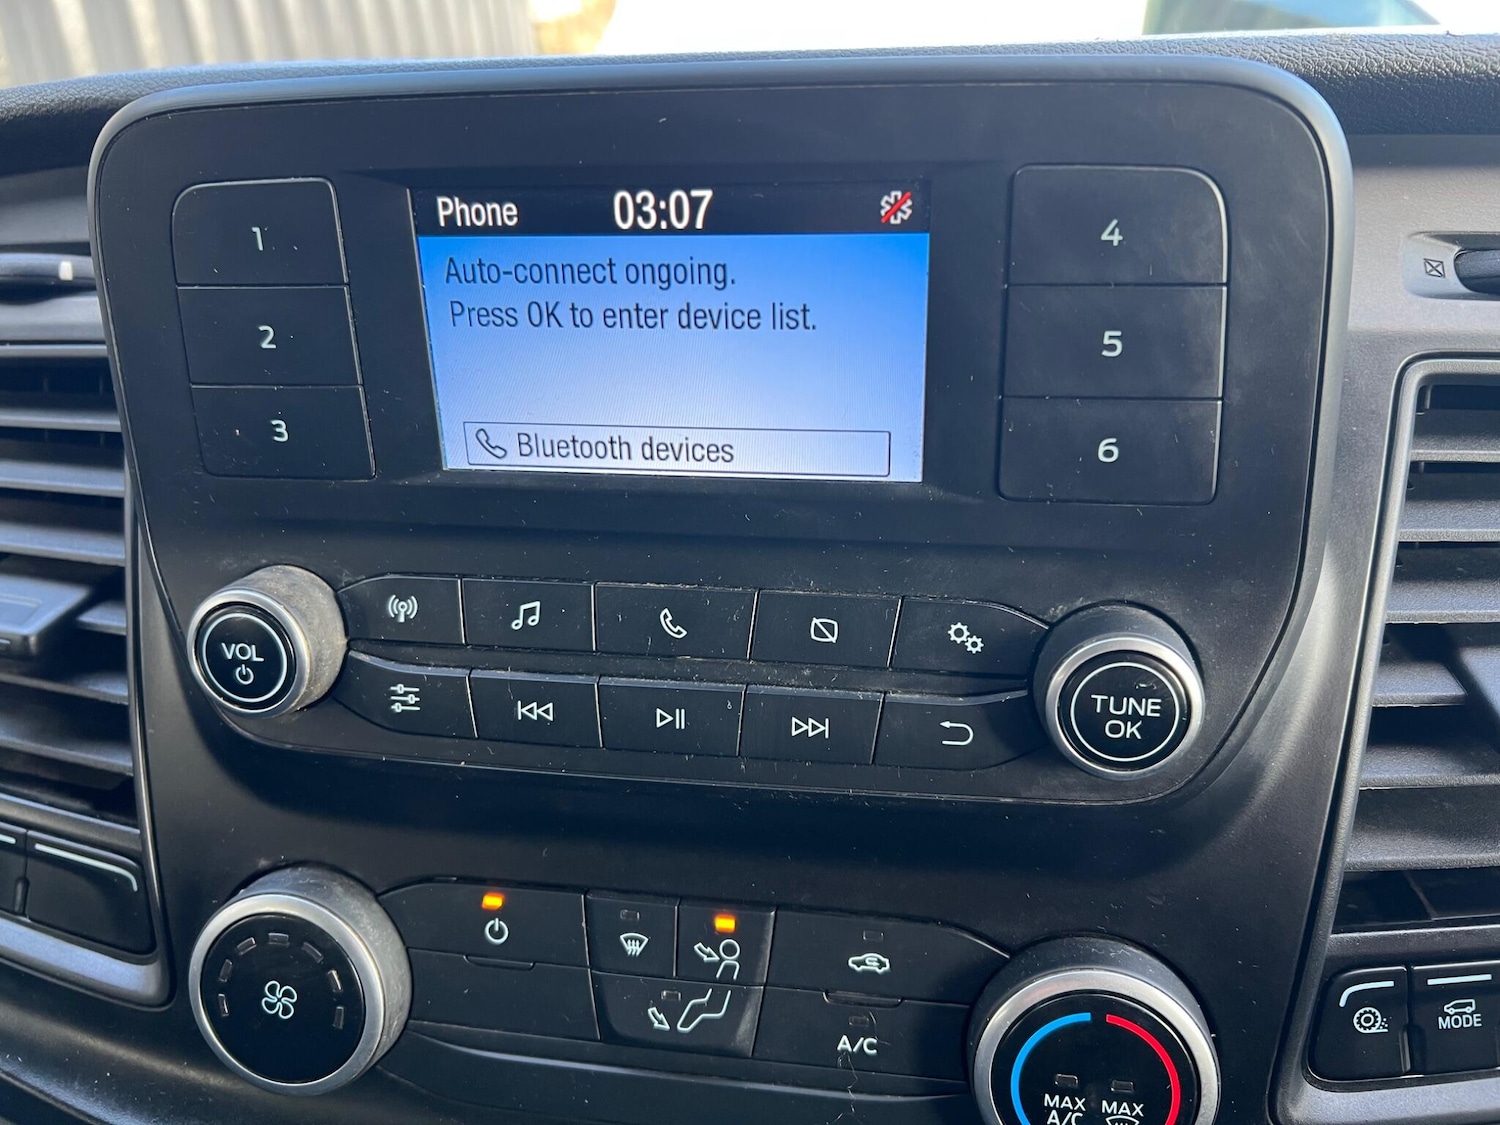 Phone 03:07
Auto-connect ongoing.
Press OK to enter device list.
Bluetooth devices
1
2
3
4
5
6
VOL
TUNE
OK
A/C
MAX
A/C
MAX
MODE